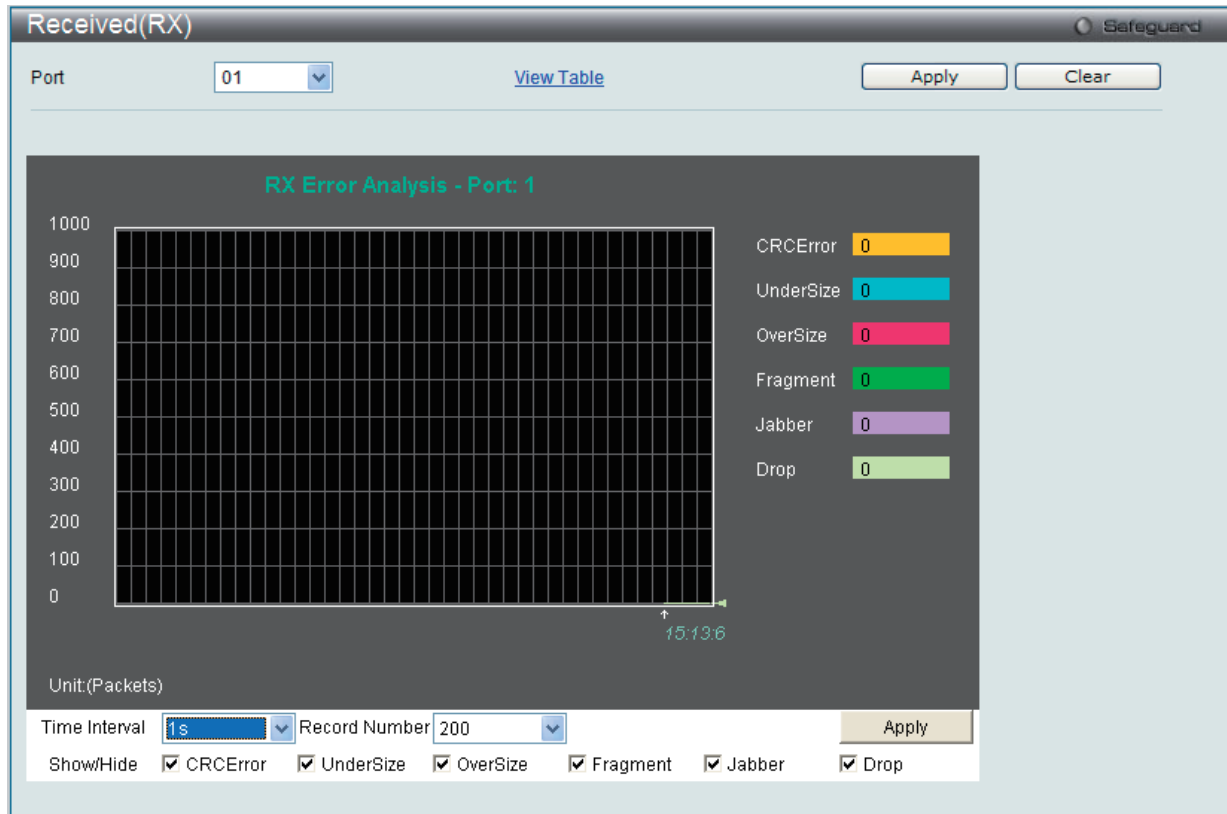 Received(RX)
Safeguard
Port 01 View Table Apply Clear
RX Error Analysis - Port: 1
1000
900
800
700
600
500
400
300
200
100
0
CRCError 0
UnderSize 0
OverSize 0
Fragment 0
Jabber 0
Drop 0
15:13:6
Unit:(Packets)
Time Interval 1s Record Number 200 Apply
Show/Hide CRCError UnderSize OverSize Fragment Jabber Drop